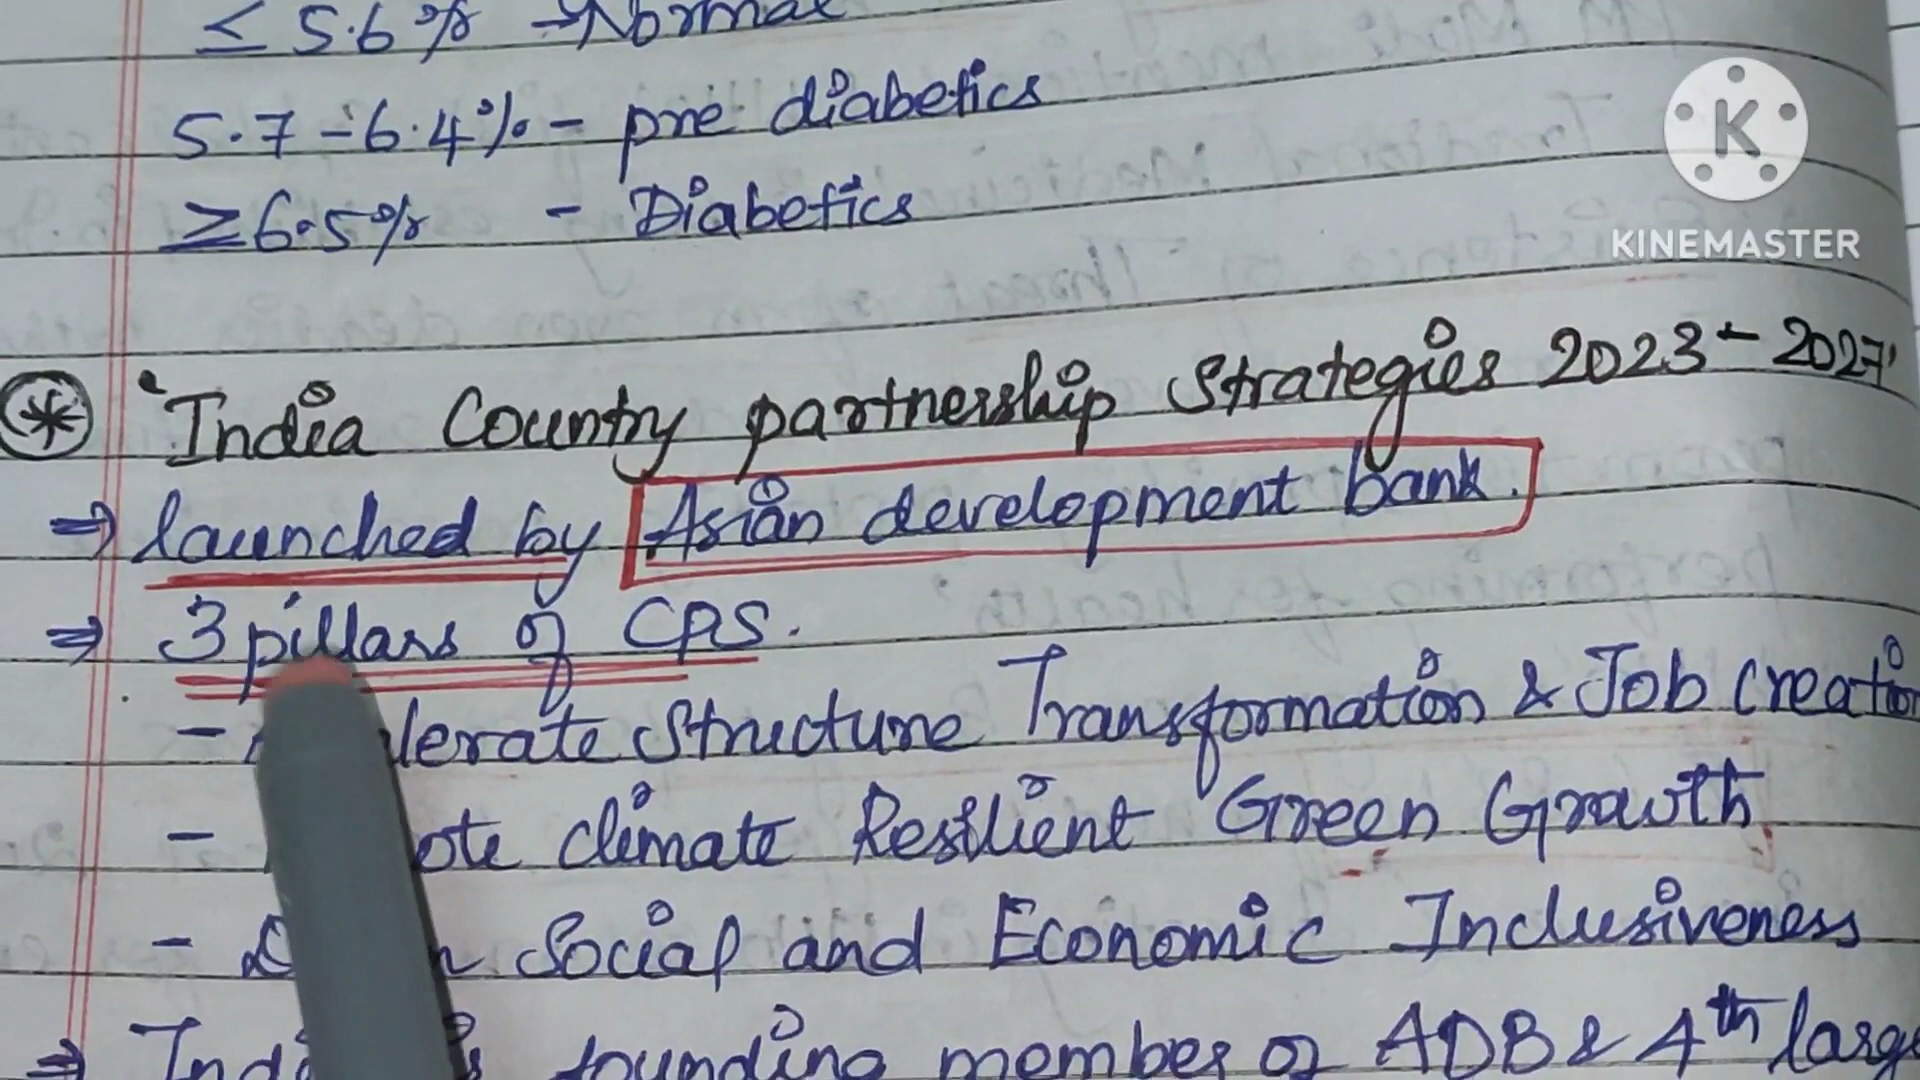 ≤ 5.6% → Normal
5.7 - 6.4% - pre diabetics
≥ 6.5% - Diabetics
KINEMASTER
'India Country partnership Strategies 2023 - 2027'
⇒ launched by Asian development bank.
⇒ 3 pillars of CPS.
- lerate Structure Transformation & Job Creation
- ote climate Resilient Green Growth
- Social and Economic Inclusiveness
⇒ founding member of ADB & 4th